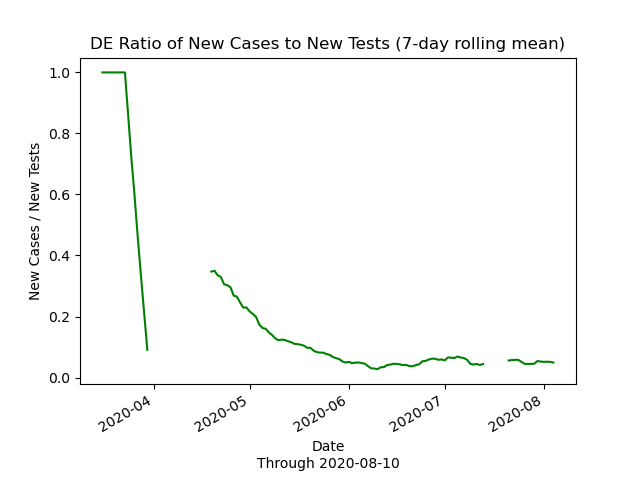 DE Ratio of New Cases to New Tests (7-day rolling mean)
1.0
0.8
0.6
0.4
0.2
0.0
New Cases / New Tests
2020-04
2020-05
2020-06
2020-07
2020-08
Date
Through 2020-08-10